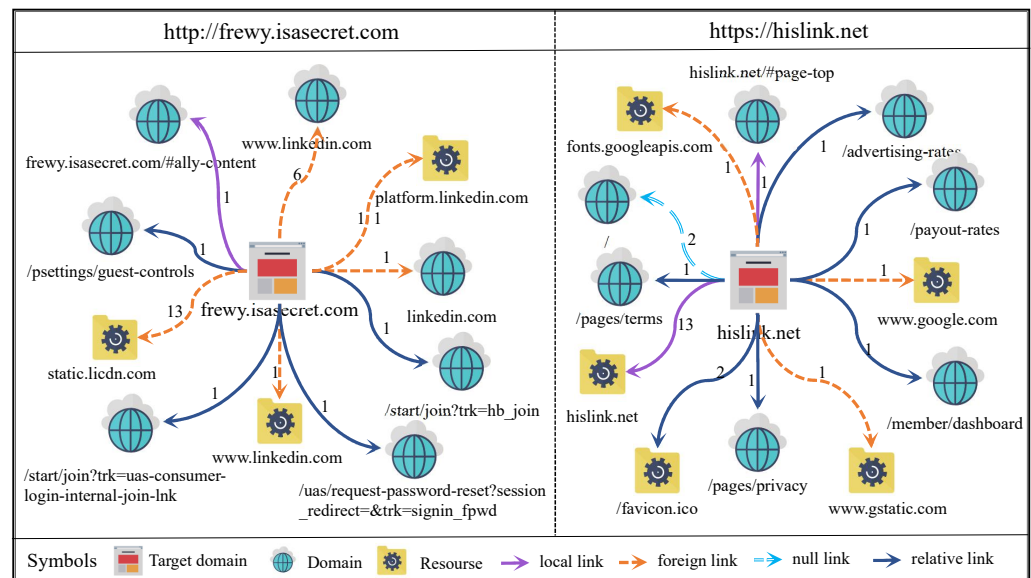 http://frewy.isasecret.com
https://hislink.net
www.linkedin.com
frewy.isasecret.com/#ally-content
6
1
platform.linkedin.com
1
1
/psettings/guest-controls
1
1
linkedin.com
frewy.isasecret.com
13
static.licdn.com
1
/start/join?trk=hb_join
1
1
1
www.linkedin.com
/start/join?trk=uas-consumer-
login-internal-join-lnk
/uas/request-password-reset?session
_redirect=&trk=signin_fpwd
hislink.net/#page-top
fonts.googleapis.com
1
1
1
/advertising-rates
/
2
1
/payout-rates
1
/pages/terms
1
www.google.com
hislink.net
13
hislink.net
1
/member/dashboard
2
1
1
/favicon.ico
/pages/privacy
www.gstatic.com
Symbols
Target domain
Domain
Resourse
local link
foreign link
null link
relative link